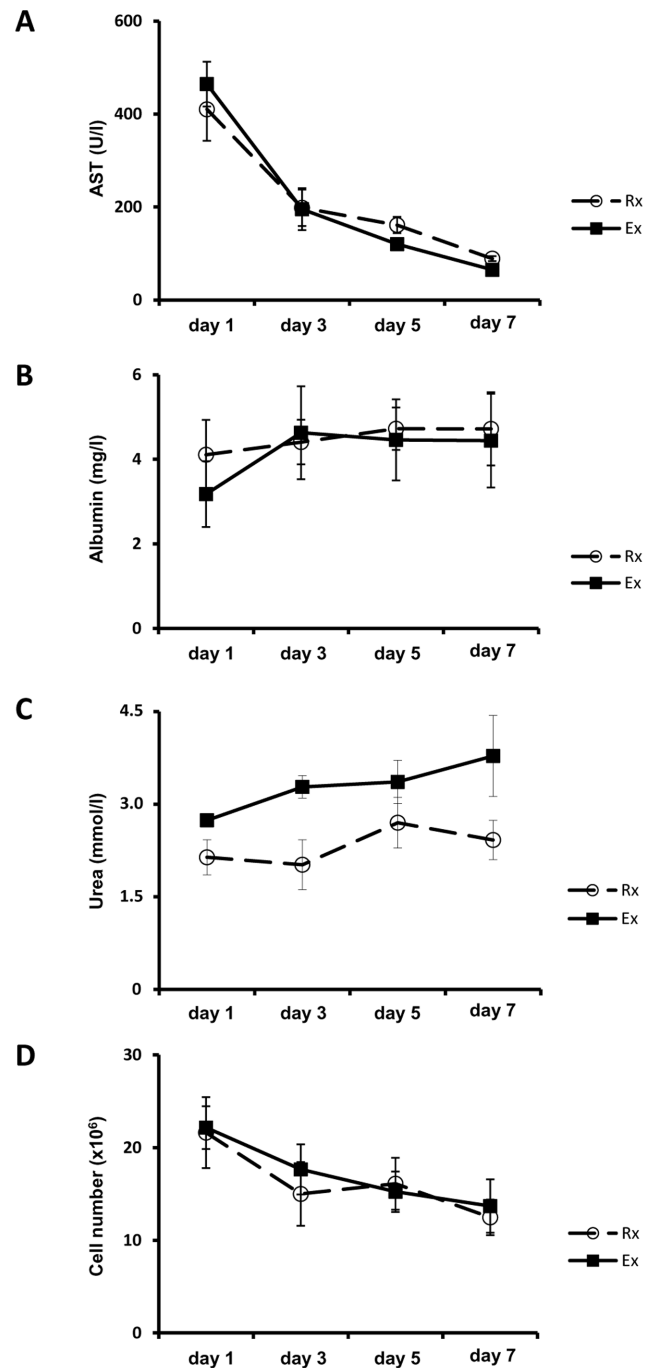 A
600
400
200
0
AST (U/l)
day 1 day 3 day 5 day 7
Rx
Ex
B
6
4
2
0
Albumin (mg/l)
day 1 day 3 day 5 day 7
Rx
Ex
C
4.5
3.0
1.5
0
Urea (mmol/l)
day 1 day 3 day 5 day 7
Rx
Ex
D
30
20
10
0
Cell number (x10⁶)
day 1 day 3 day 5 day 7
Rx
Ex